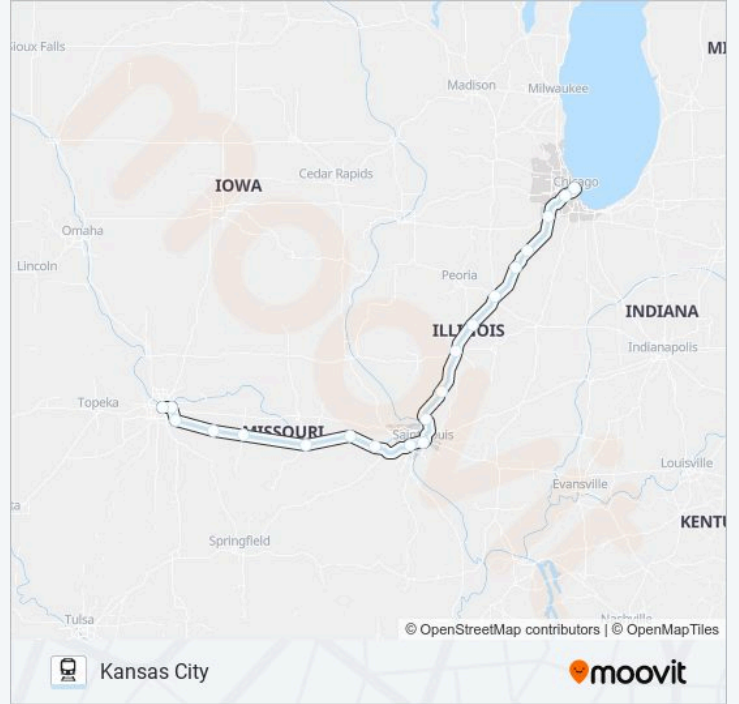 Sioux Falls
MI
Madison
Milwaukee
Cedar Rapids
Chicago
IOWA
Omaha
Lincoln
Peoria
INDIANA
ILLINOIS
Indianapolis
Topeka
MISSOURI
Saint Louis
Louisville
Evansville
ta
KENTU
Springfield
Nashville
Tulsa
© OpenStreetMap contributors | © OpenMapTiles
Kansas City
moovit